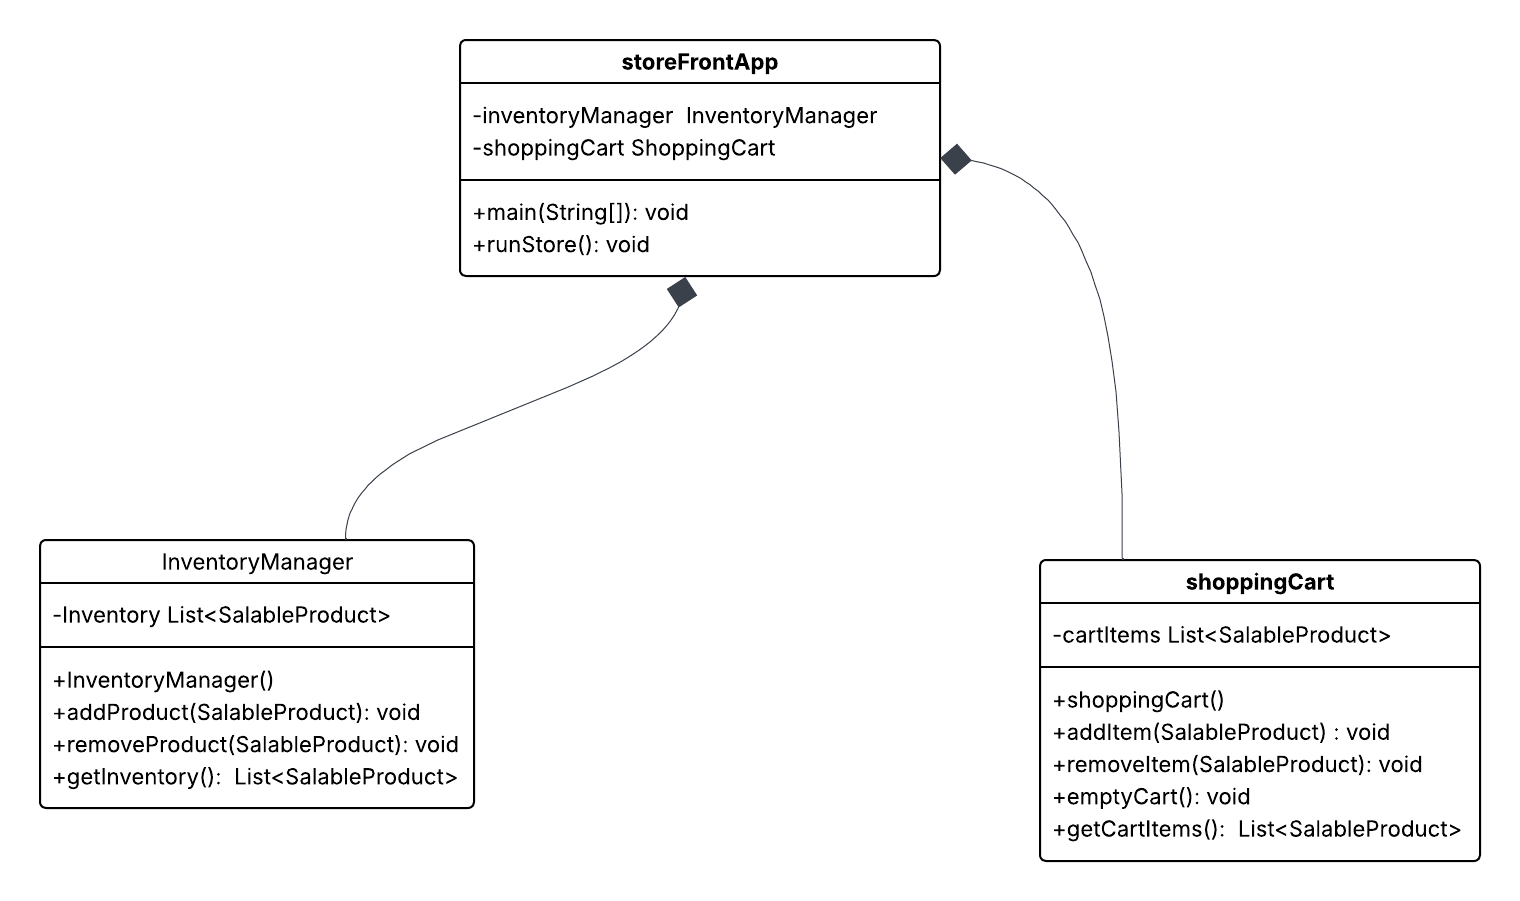 storeFrontApp
-inventoryManager  InventoryManager
-shoppingCart ShoppingCart
+main(String[]): void
+runStore(): void
InventoryManager
-Inventory List<SalableProduct>
+InventoryManager()
+addProduct(SalableProduct): void
+removeProduct(SalableProduct): void
+getInventory():  List<SalableProduct>
shoppingCart
-cartItems List<SalableProduct>
+shoppingCart()
+addItem(SalableProduct) : void
+removeItem(SalableProduct): void
+emptyCart(): void
+getCartItems():  List<SalableProduct>